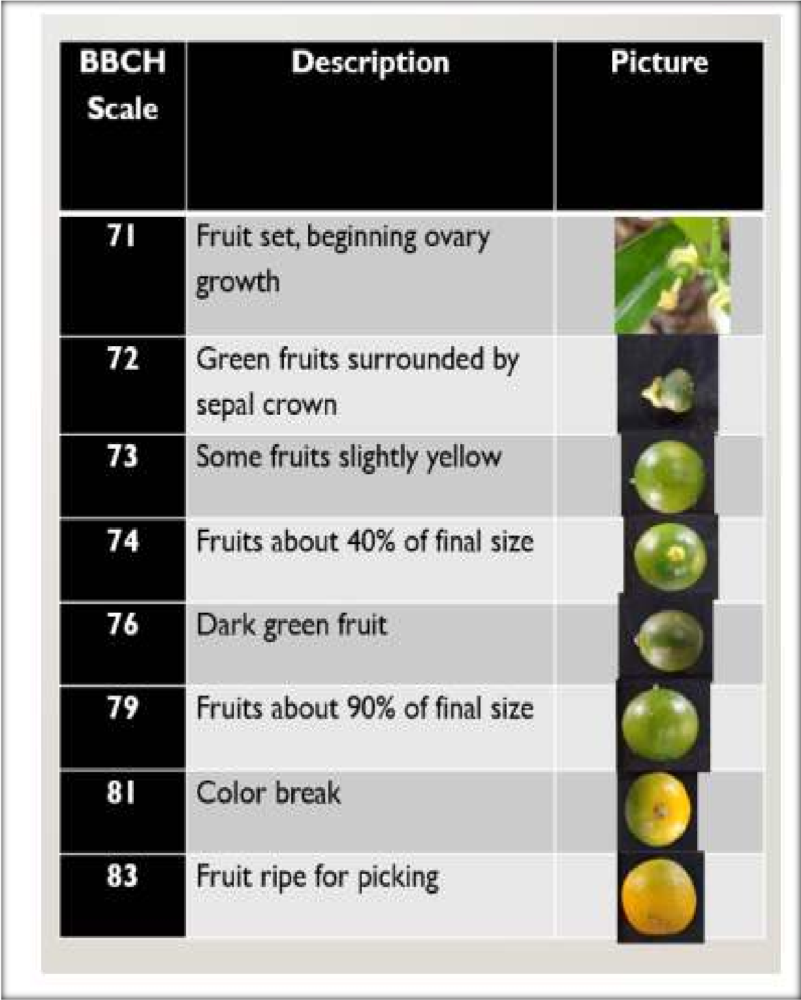 BBCH Description Picture
Scale
71 Fruit set, beginning ovary
growth
72 Green fruits surrounded by
sepal crown
73 Some fruits slightly yellow
74 Fruits about 40% of final size
76 Dark green fruit
79 Fruits about 90% of final size
81 Color break
83 Fruit ripe for picking